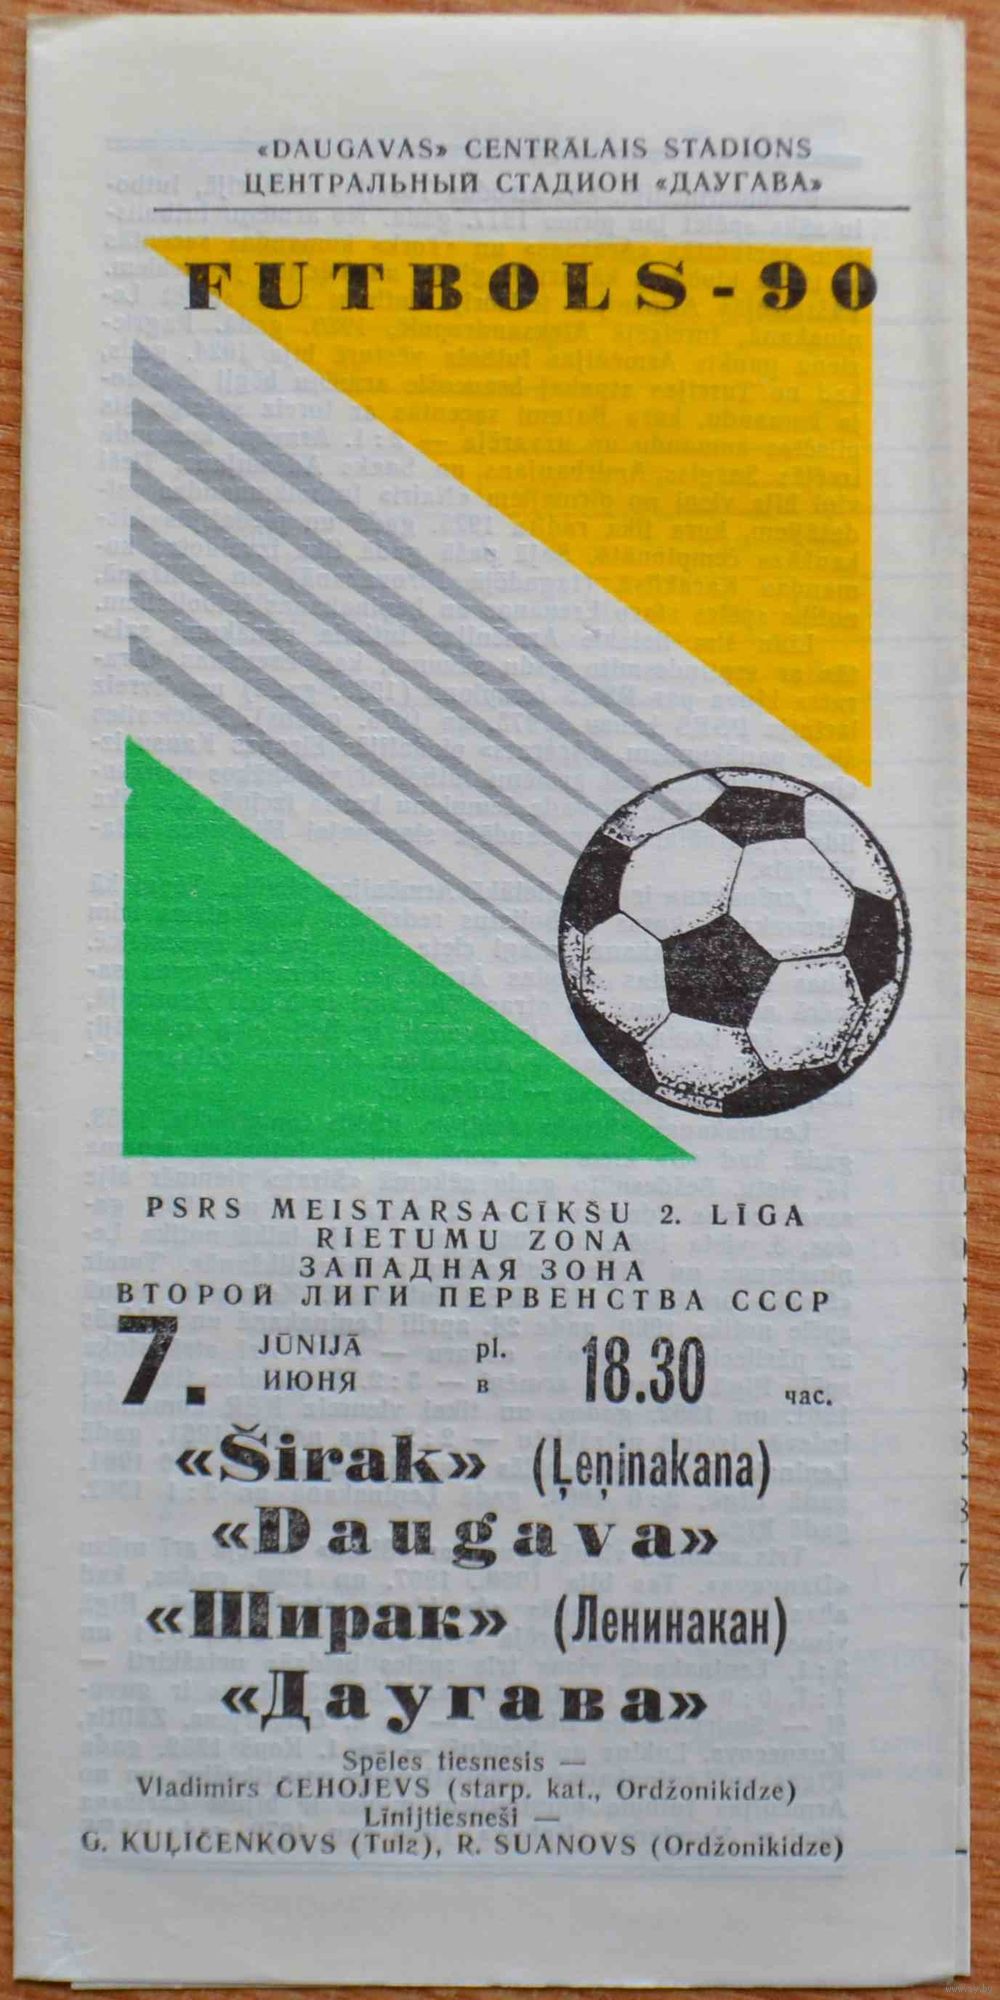 «DAUGAVAS» CENTRĀLAIS STADIONS
ЦЕНТРАЛЬНЫЙ СТАДИОН «ДАУГАВА»
FUTBOLS-90
PSRS MEISTARSACĪKŠU 2. LĪGA
RIETUMU ZONA
ЗАПАДНАЯ ЗОНА
ВТОРОЙ ЛИГИ ПЕРВЕНСТВА СССР
7. JŪNIJĀ pl. 18.30
ИЮНЯ в час.
«Širak» (Ļeņinakana)
«Daugava»
«Ширак» (Ленинакан)
«Даугава»
Spēles tiesnesis —
Vladimirs ČEHOJEVS (starp. kat., Ordžonikidze)
Līnijtiesneši —
G. KUĻIČENKOVS (Tula), R. SUANOVS (Ordžonikidze)